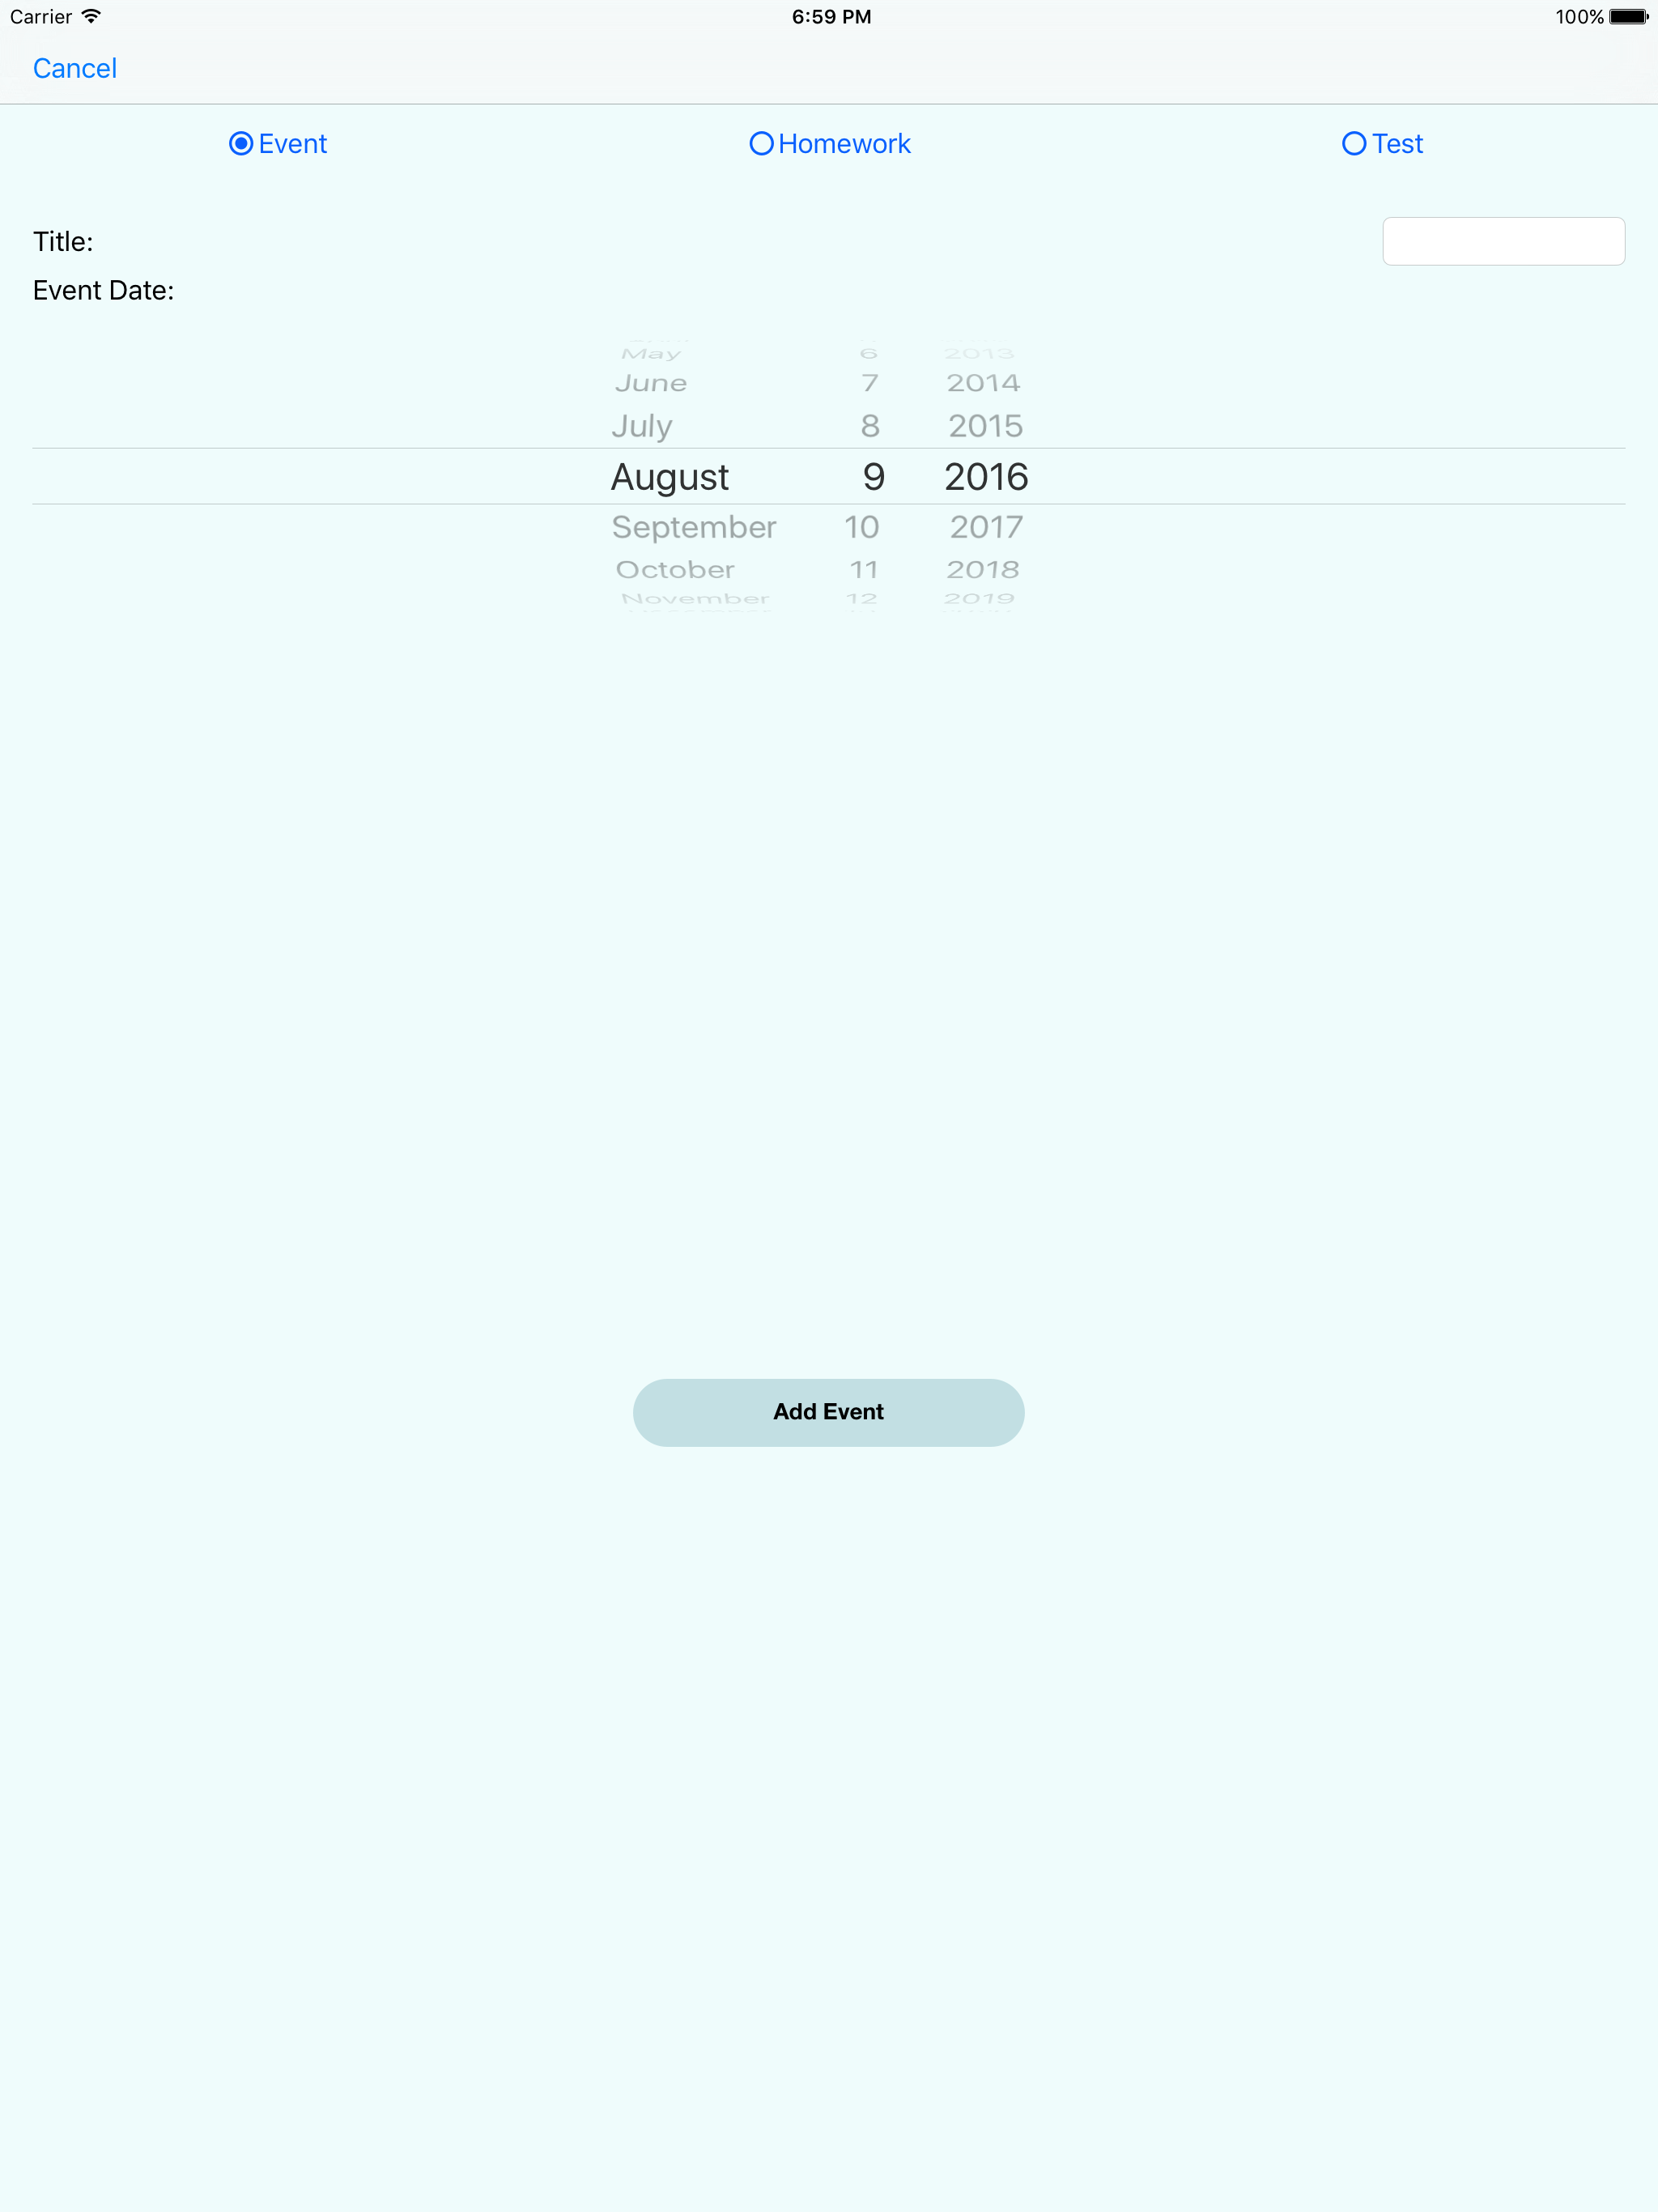 Carrier 6:59 PM 100%
Cancel
Event Homework Test
Title:
Event Date:
May 6 2013
June 7 2014
July 8 2015
August 9 2016
September 10 2017
October 11 2018
November 12 2019
Add Event